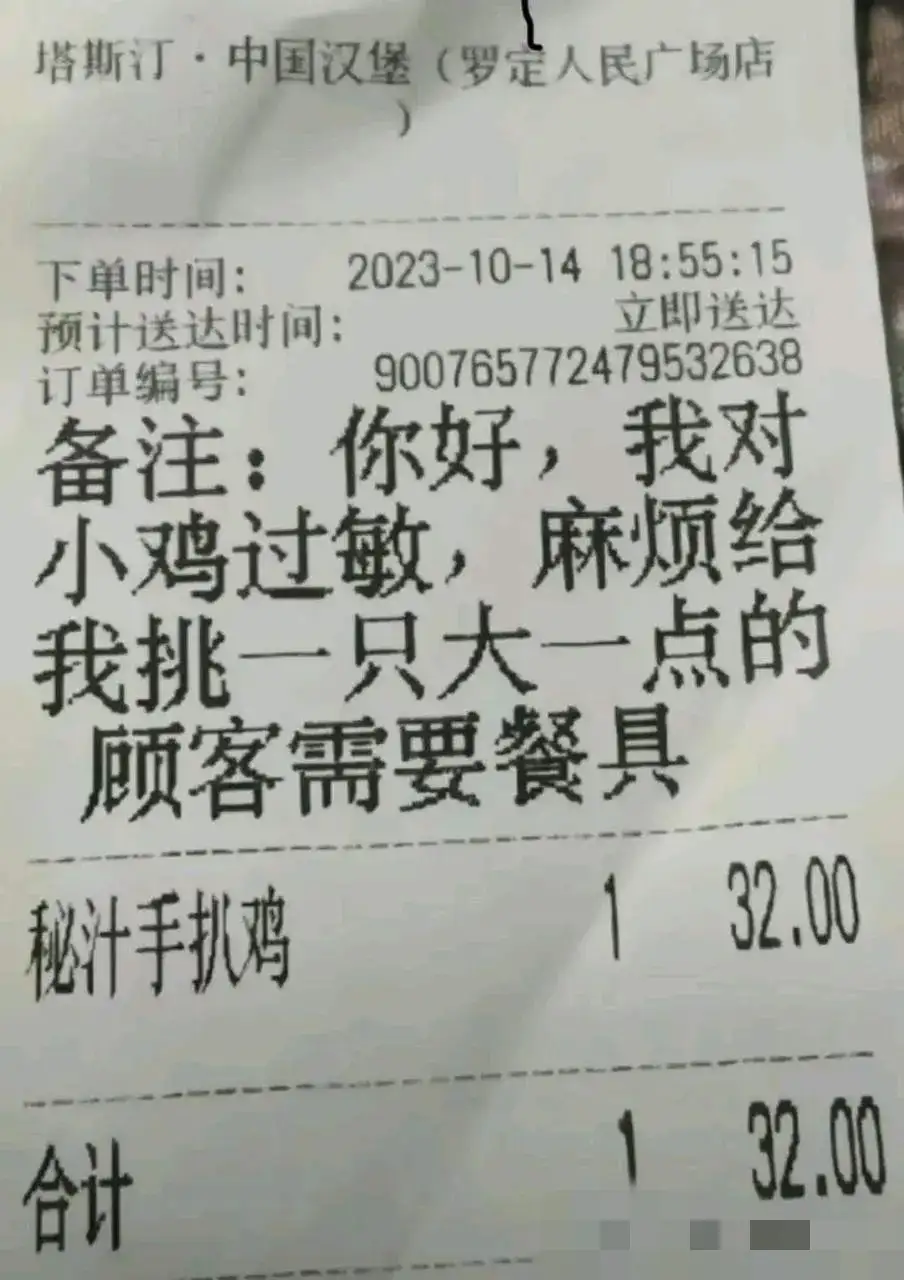 塔斯汀·中国汉堡（罗定人民广场店
）
下单时间： 2023-10-14 18:55:15
预计送达时间： 立即送达
订单编号： 900765772479532638
备注：你好，我对
小鸡过敏，麻烦给
我挑一只大一点的
顾客需要餐具
秘汁手扒鸡 1 32.00
合计 1 32.00